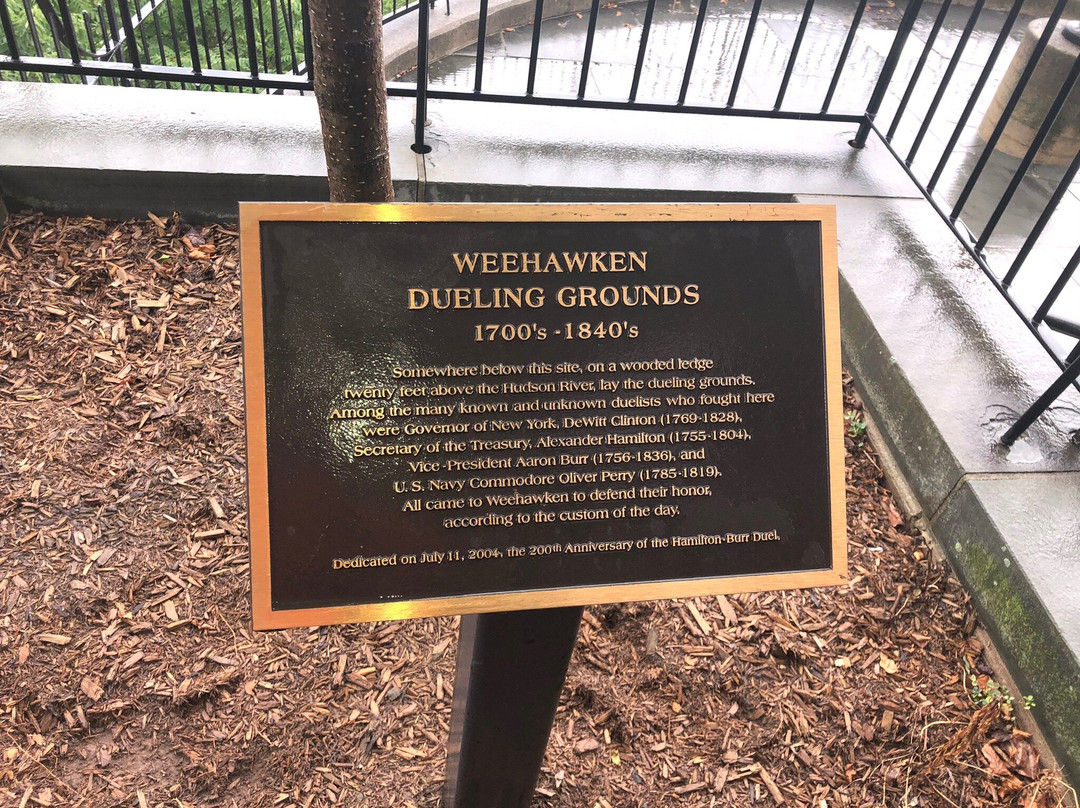 WEEHAWKEN
DUELING GROUNDS
1700's - 1840's
Somewhere below this site, on a wooded ledge
twenty feet above the Hudson River, lay the dueling grounds.
Among the many known and unknown duelists who fought here
were Governor of New York, DeWitt Clinton (1769-1828),
Secretary of the Treasury, Alexander Hamilton (1755-1804),
Vice-President Aaron Burr (1756-1836), and
U. S. Navy Commodore Oliver Perry (1785-1819).
All came to Weehawken to defend their honor,
according to the custom of the day.
Dedicated on July 11, 2004, the 200th Anniversary of the Hamilton-Burr Duel.